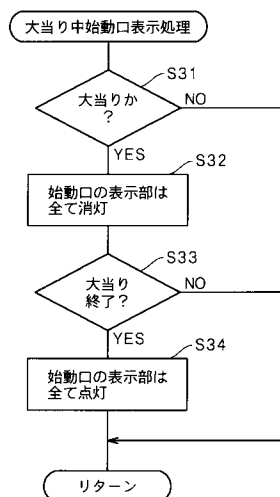 大当り中始動口表示処理
S31
大当りか
?
NO
YES
S32
始動口の表示部は
全て消灯
S33
大当り
終了?
NO
YES
S34
始動口の表示部は
全て点灯
リターン